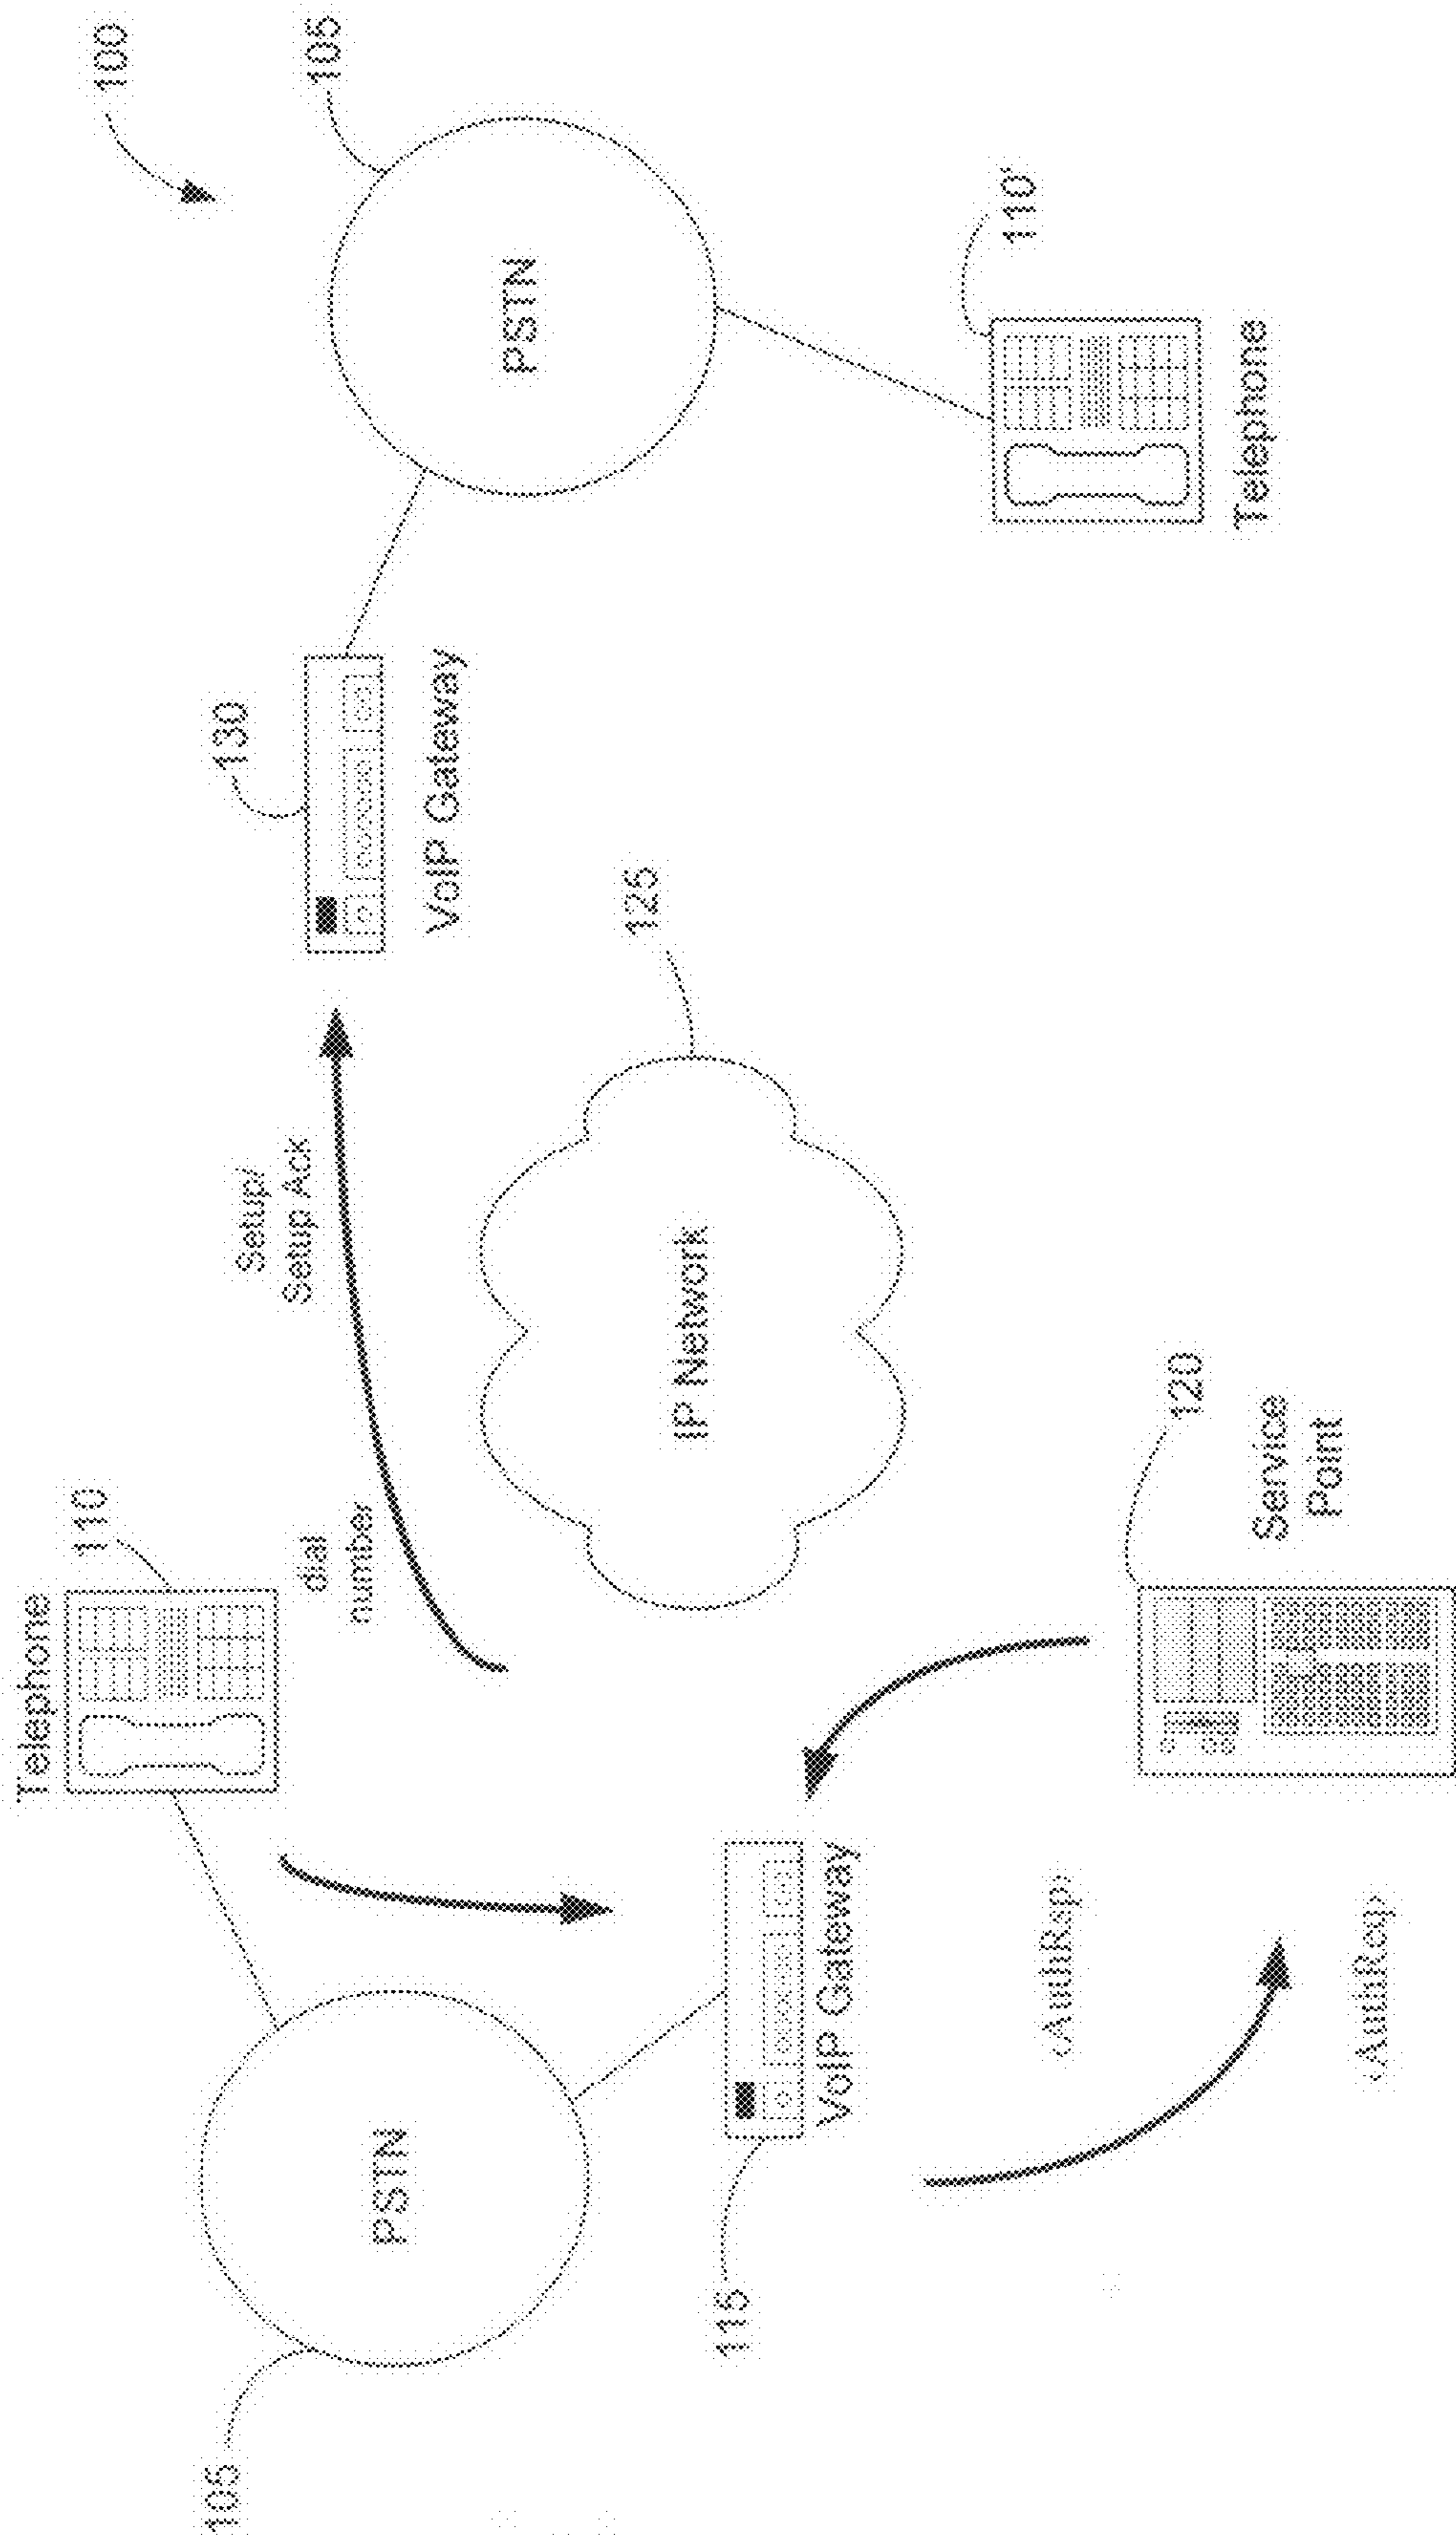 Telephone
110
100
105
130
Setup/
Setup Ack
105
dial
number
PSTN
VoIP Gateway
PSTN
125
IP Network
115
VoIP Gateway
110'
<AuthRsp>
120
Telephone
Service
Point
<AuthReq>